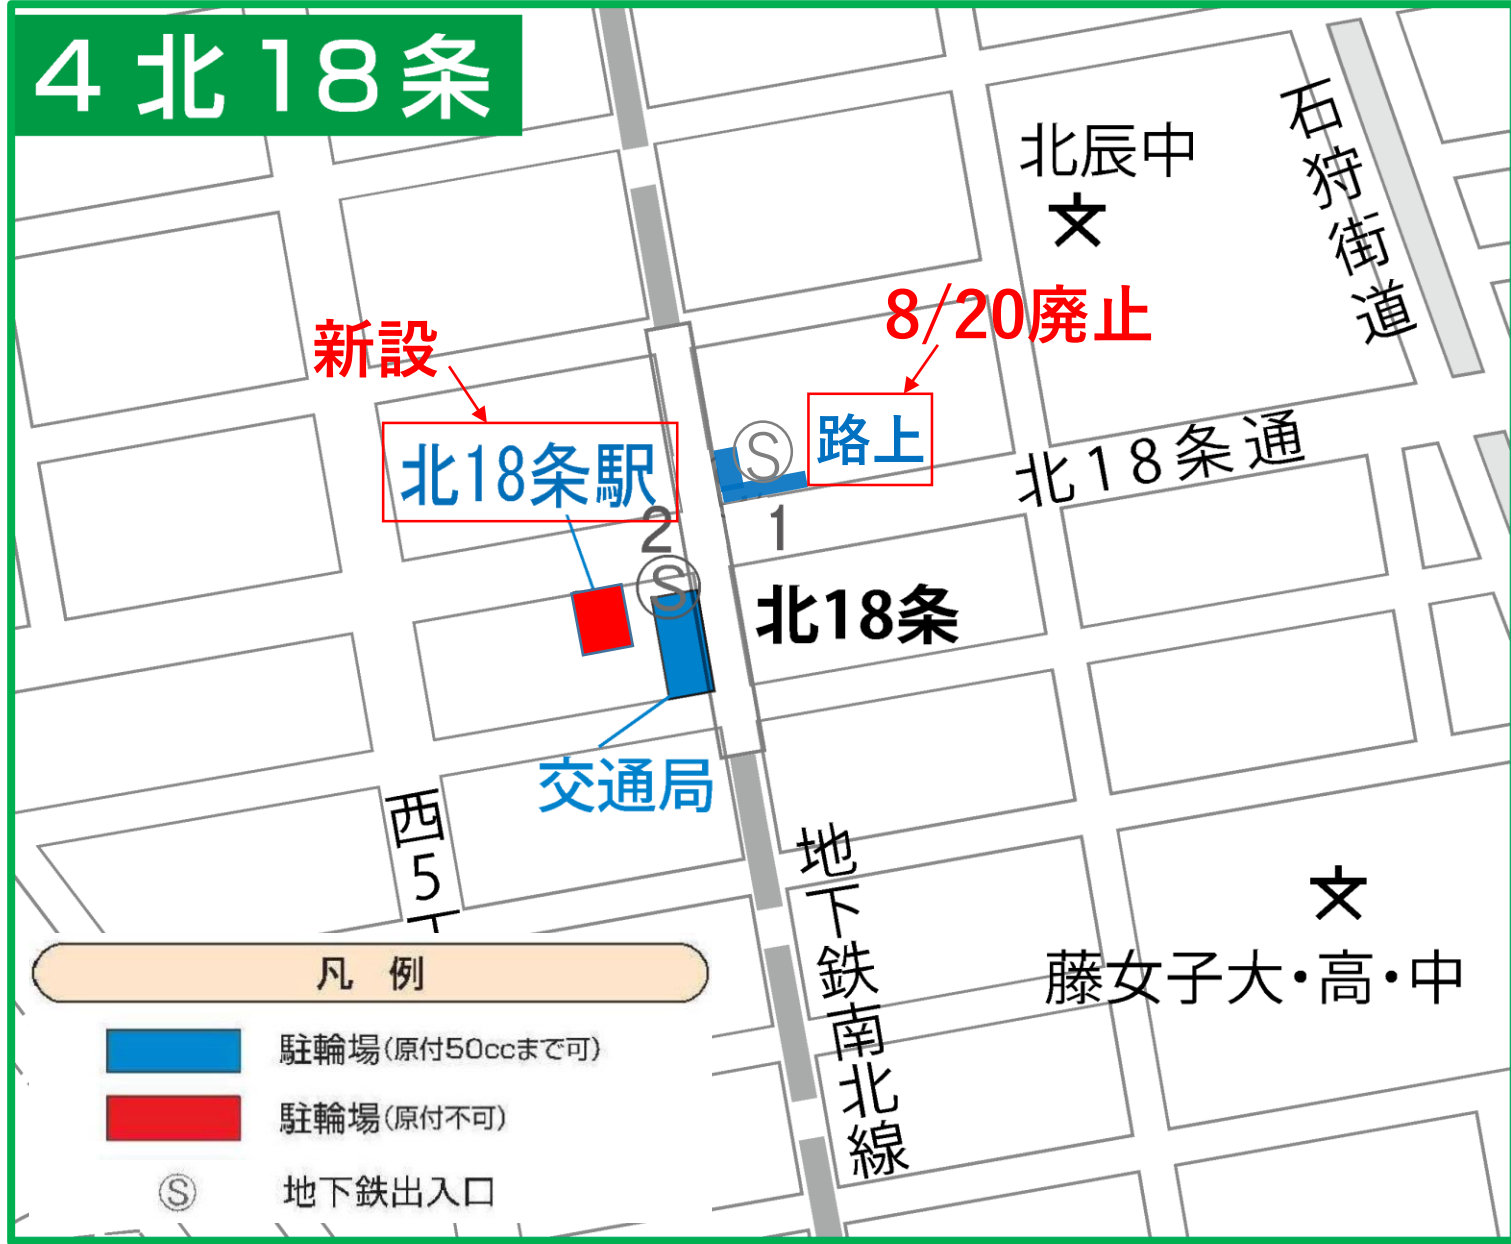 4 北18条
北辰中
石狩街道
8/20廃止
新設
路上
北18条駅
北18条通
2
1
S
S
北18条
交通局
西5丁
地下鉄南北線
藤女子大・高・中
凡 例
駐輪場(原付50ccまで可)
駐輪場(原付不可)
S 地下鉄出入口